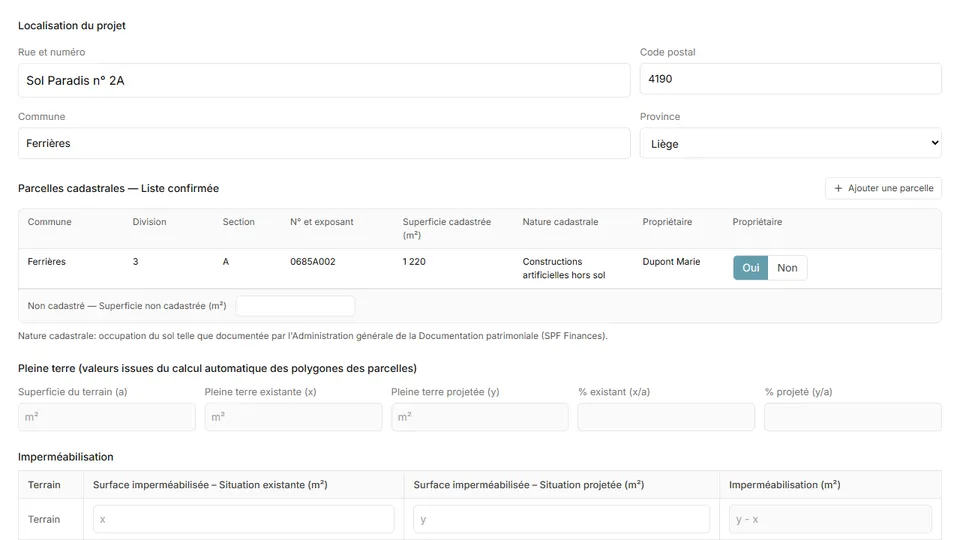 Localisation du projet
Rue et numéro
Code postal
Sol Paradis n° 2A
4190
Commune
Province
Ferrières
Liège
Parcelles cadastrales — Liste confirmée
+ Ajouter une parcelle
Commune
Division
Section
N° et exposant
Superficie cadastrée
(m²)
Nature cadastrale
Propriétaire
Propriétaire
Ferrières
3
A
0685A002
1 220
Constructions
artificielles hors sol
Dupont Marie
Oui
Non
Non cadastré — Superficie non cadastrée (m²)
Nature cadastrale: occupation du sol telle que documentée par l'Administration générale de la Documentation patrimoniale (SPF Finances).
Pleine terre (valeurs issues du calcul automatique des polygones des parcelles)
Superficie du terrain (a)
Pleine terre existante (x)
Pleine terre projetée (y)
% existant (x/a)
% projeté (y/a)
m²
m²
m²
Imperméabilisation
Terrain
Surface imperméabilisée – Situation existante (m²)
Surface imperméabilisée – Situation projetée (m²)
Imperméabilisation (m²)
Terrain
x
y
y - x